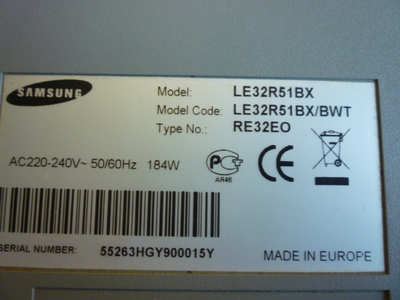 SAMSUNG
Model: LE32R51BX
Model Code: LE32R51BX/BWT
Type No.: RE32EO
AC220-240V~ 50/60Hz 184W
AR46
CE
SERIAL NUMBER: 55263HGY900015Y
MADE IN EUROPE